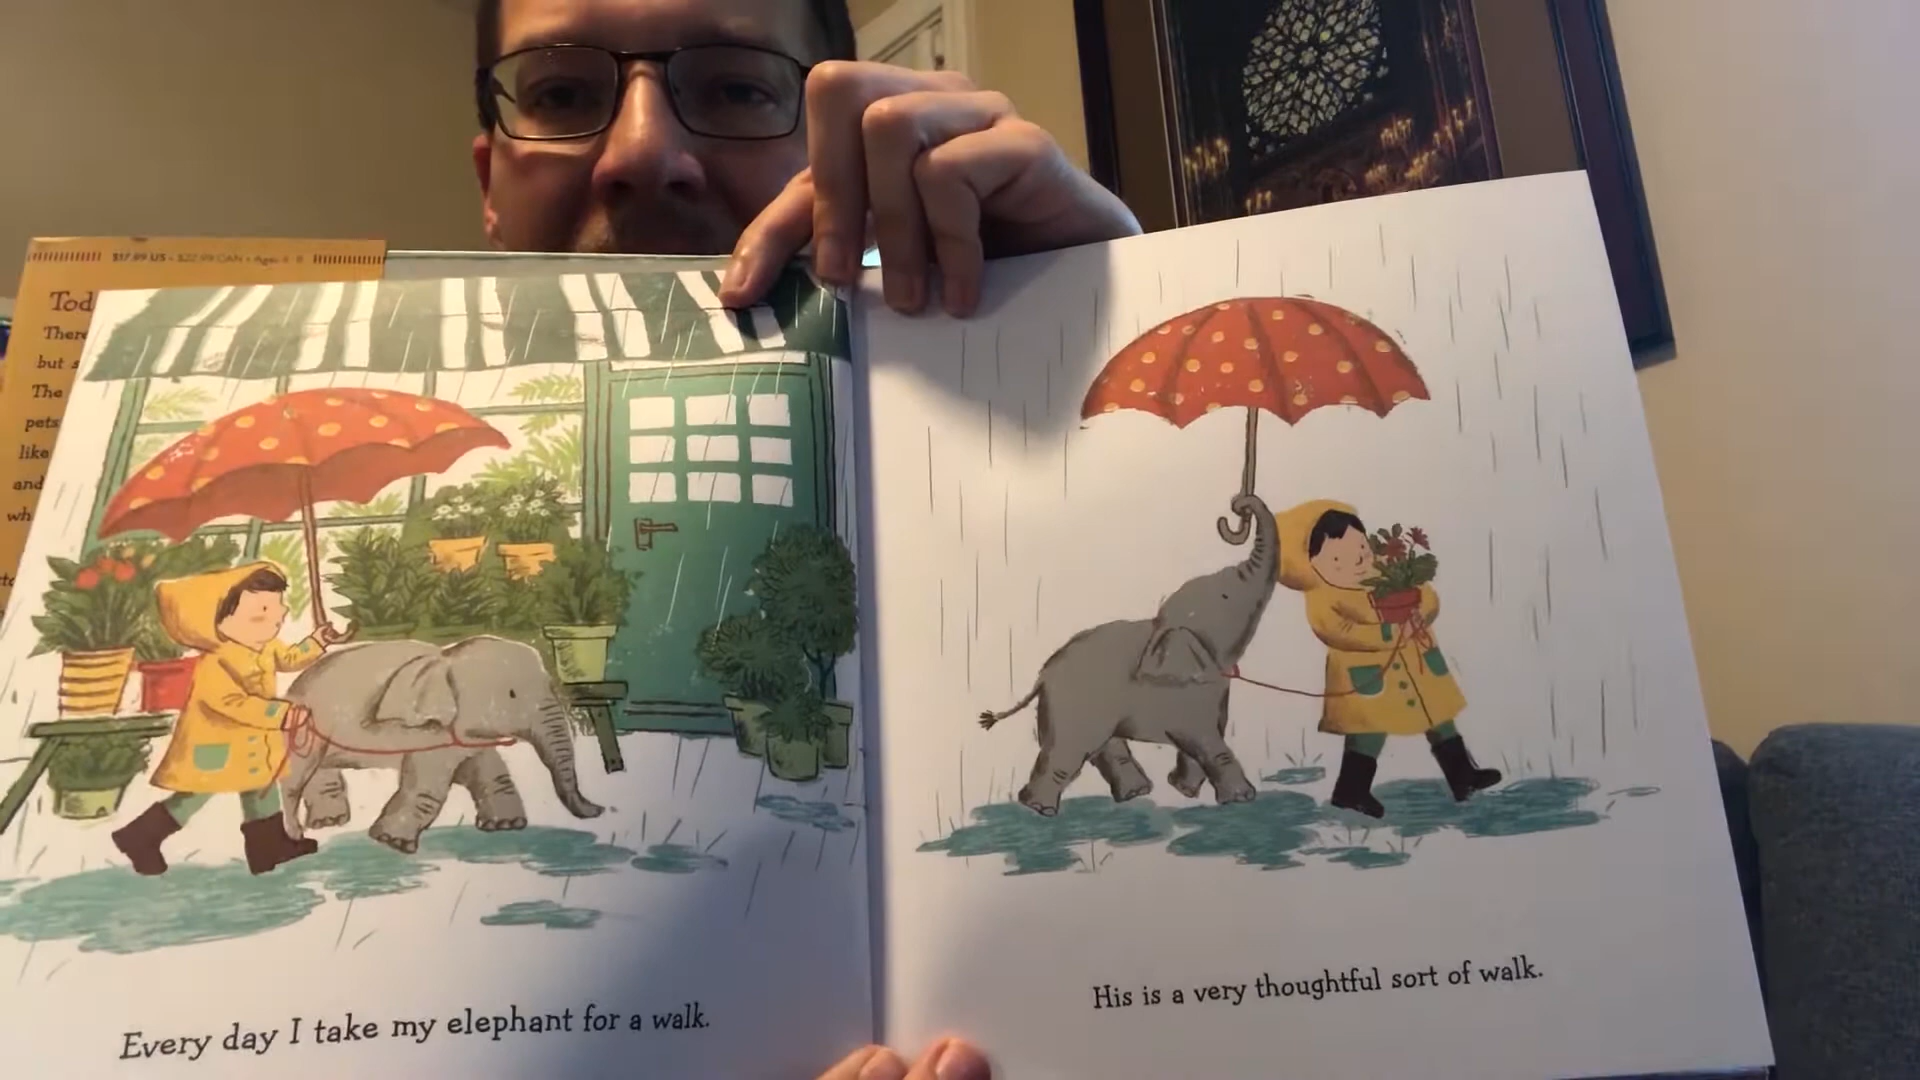 $17.99 US - $22.99 CAN • Ages 4-8
Tod
There
but
The
pets
like
and
wh
Every day I take my elephant for a walk.
His is a very thoughtful sort of walk.